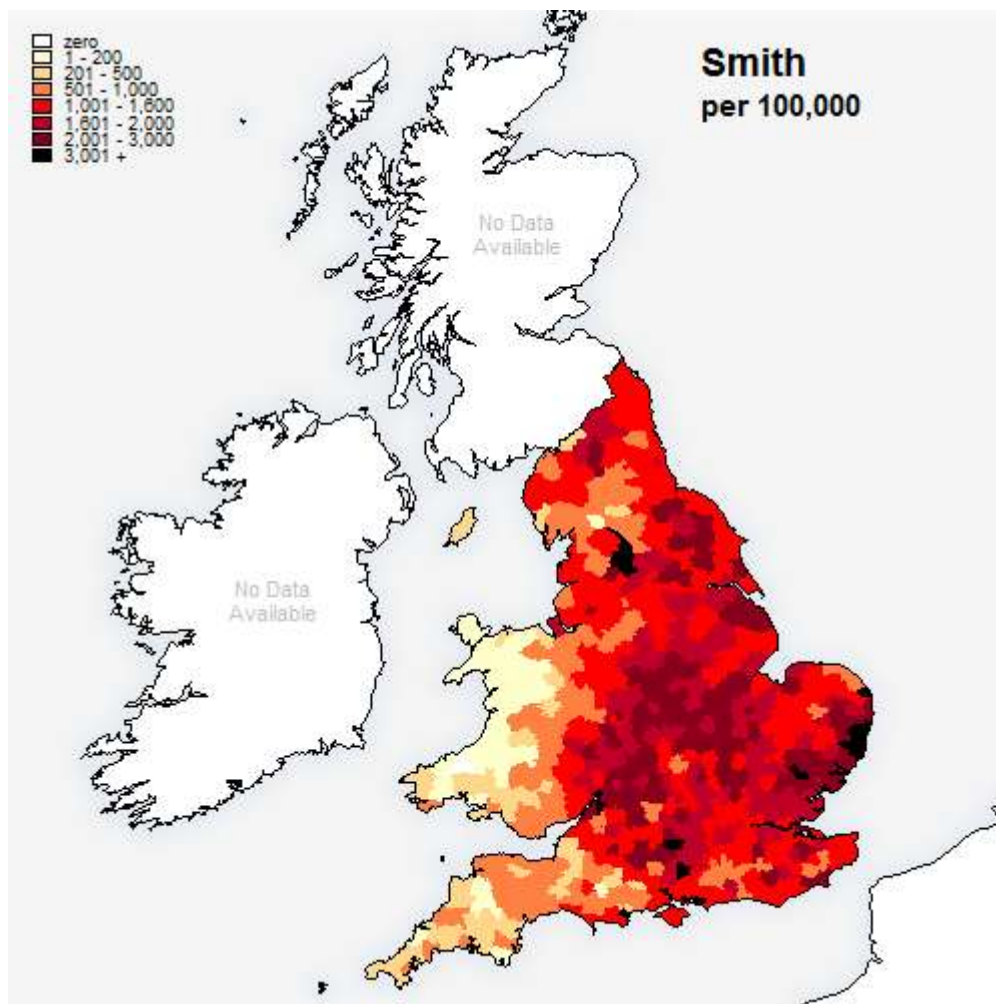 zero
1 - 200
201 - 500
501 - 1,000
1,001 - 1,600
1,601 - 2,000
2,001 - 3,000
3,001 +
Smith
per 100,000
No Data
Available
No Data
Available